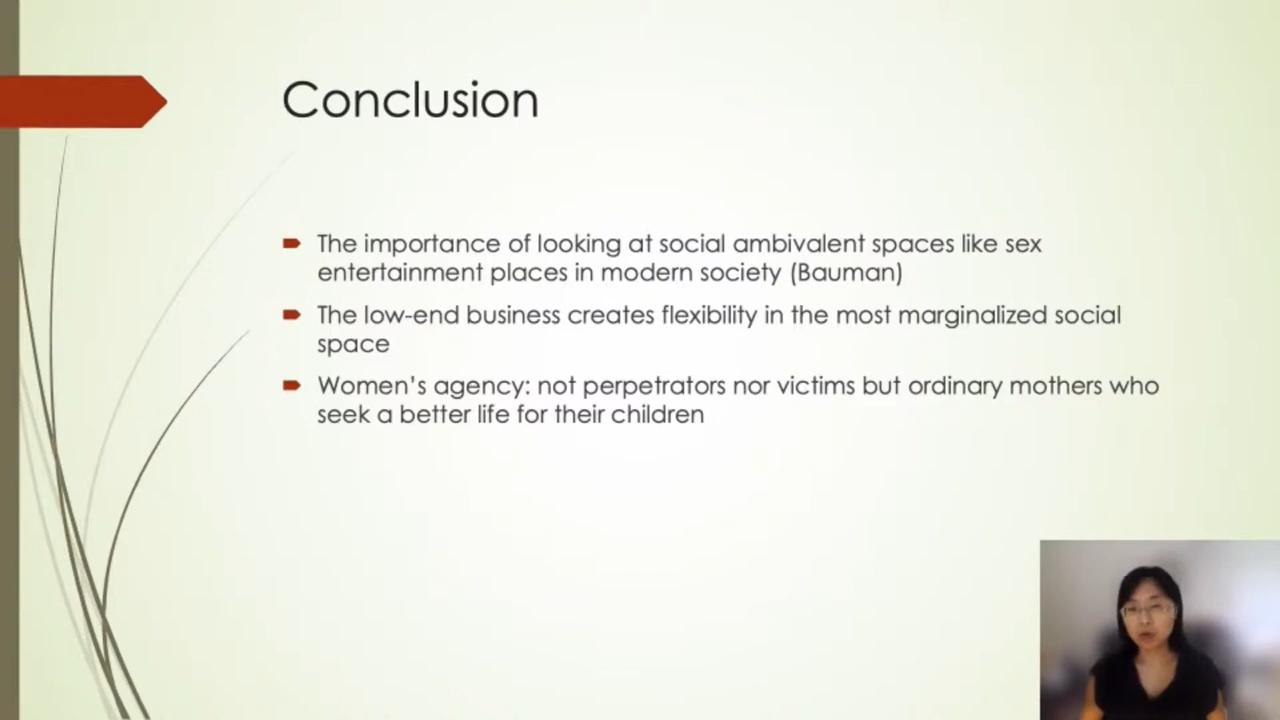 Conclusion
The importance of looking at social ambivalent spaces like sex
entertainment places in modern society (Bauman)
The low-end business creates flexibility in the most marginalized social
space
Women’s agency: not perpetrators nor victims but ordinary mothers who
seek a better life for their children